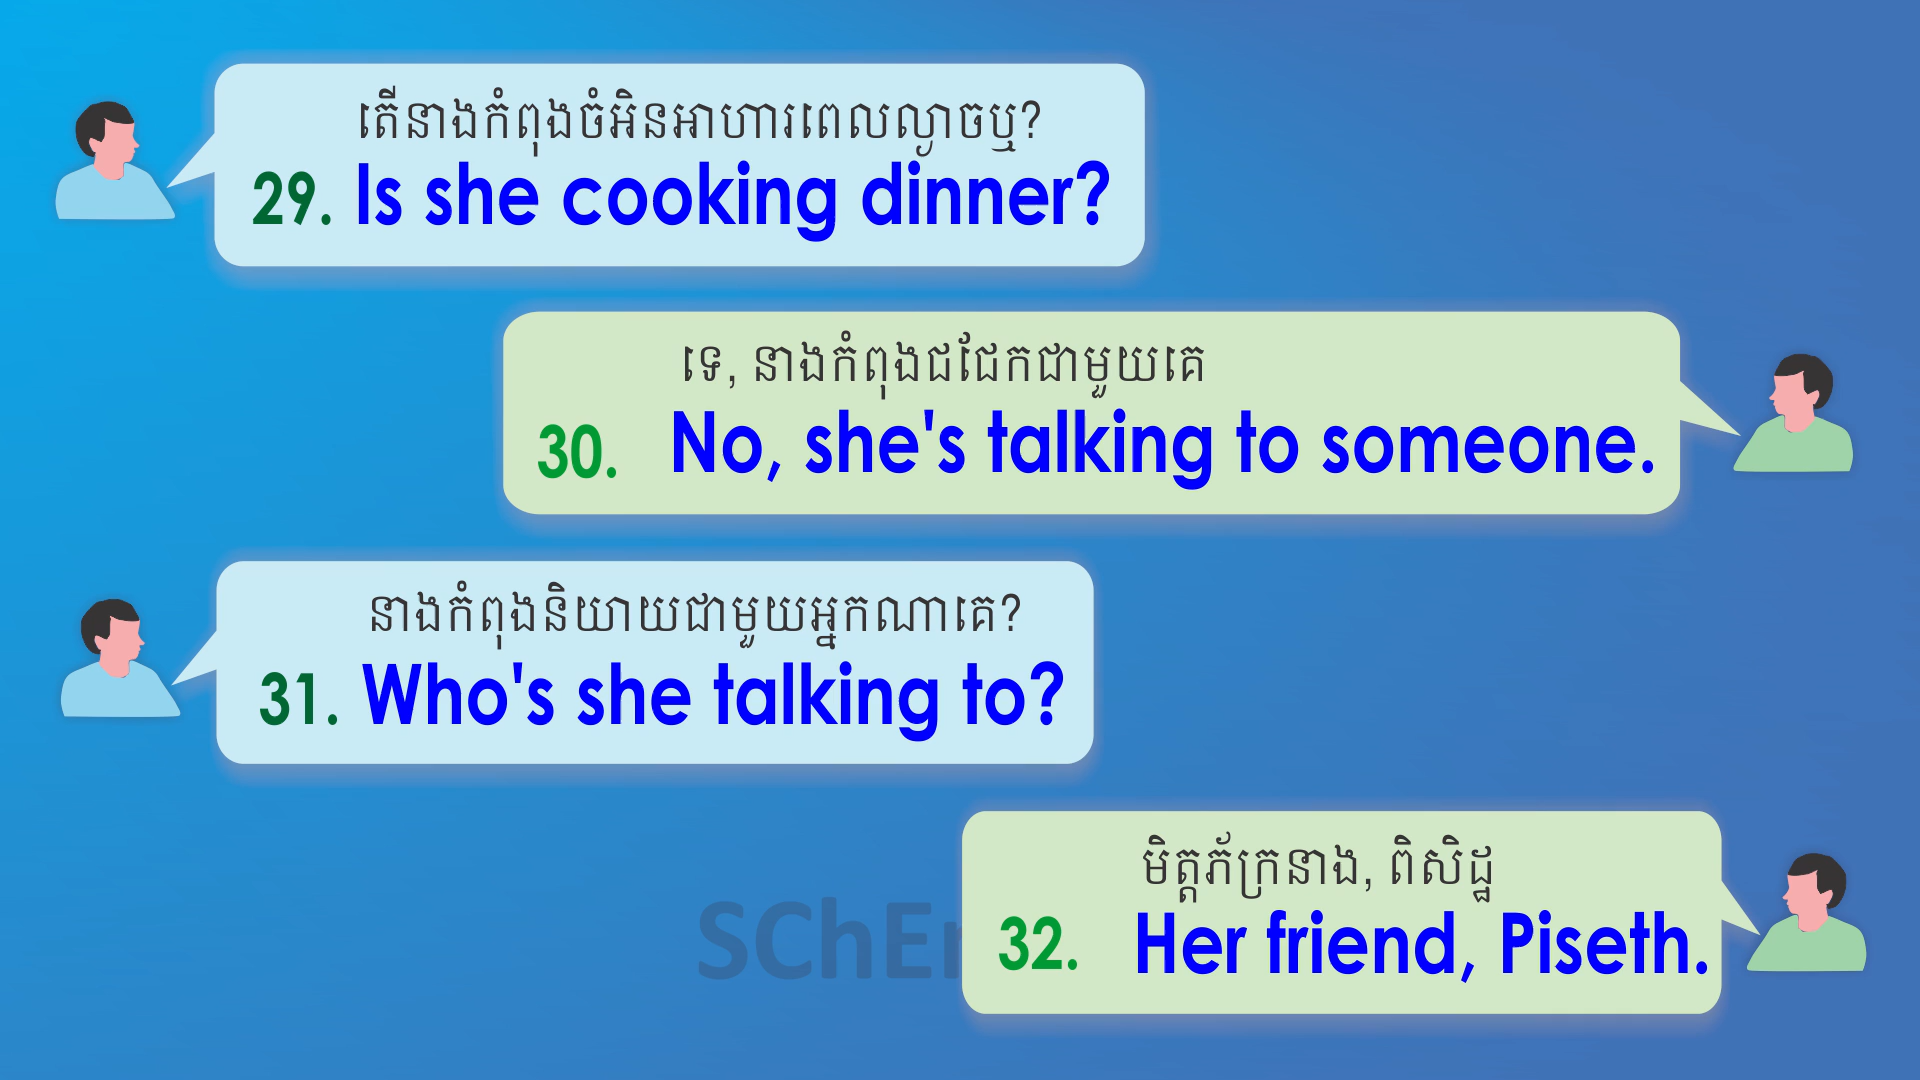 តើនាងកំពុងចំអិនអាហារពេលល្ងាចឬ?
29. Is she cooking dinner?
ទេ, នាងកំពុងជជែកជាមួយគេ
30. No, she's talking to someone.
នាងកំពុងនិយាយជាមួយអ្នកណាគេ?
31. Who's she talking to?
មិត្តភ័ក្រនាង, ពិសិដ្ឋ
32. Her friend, Piseth.